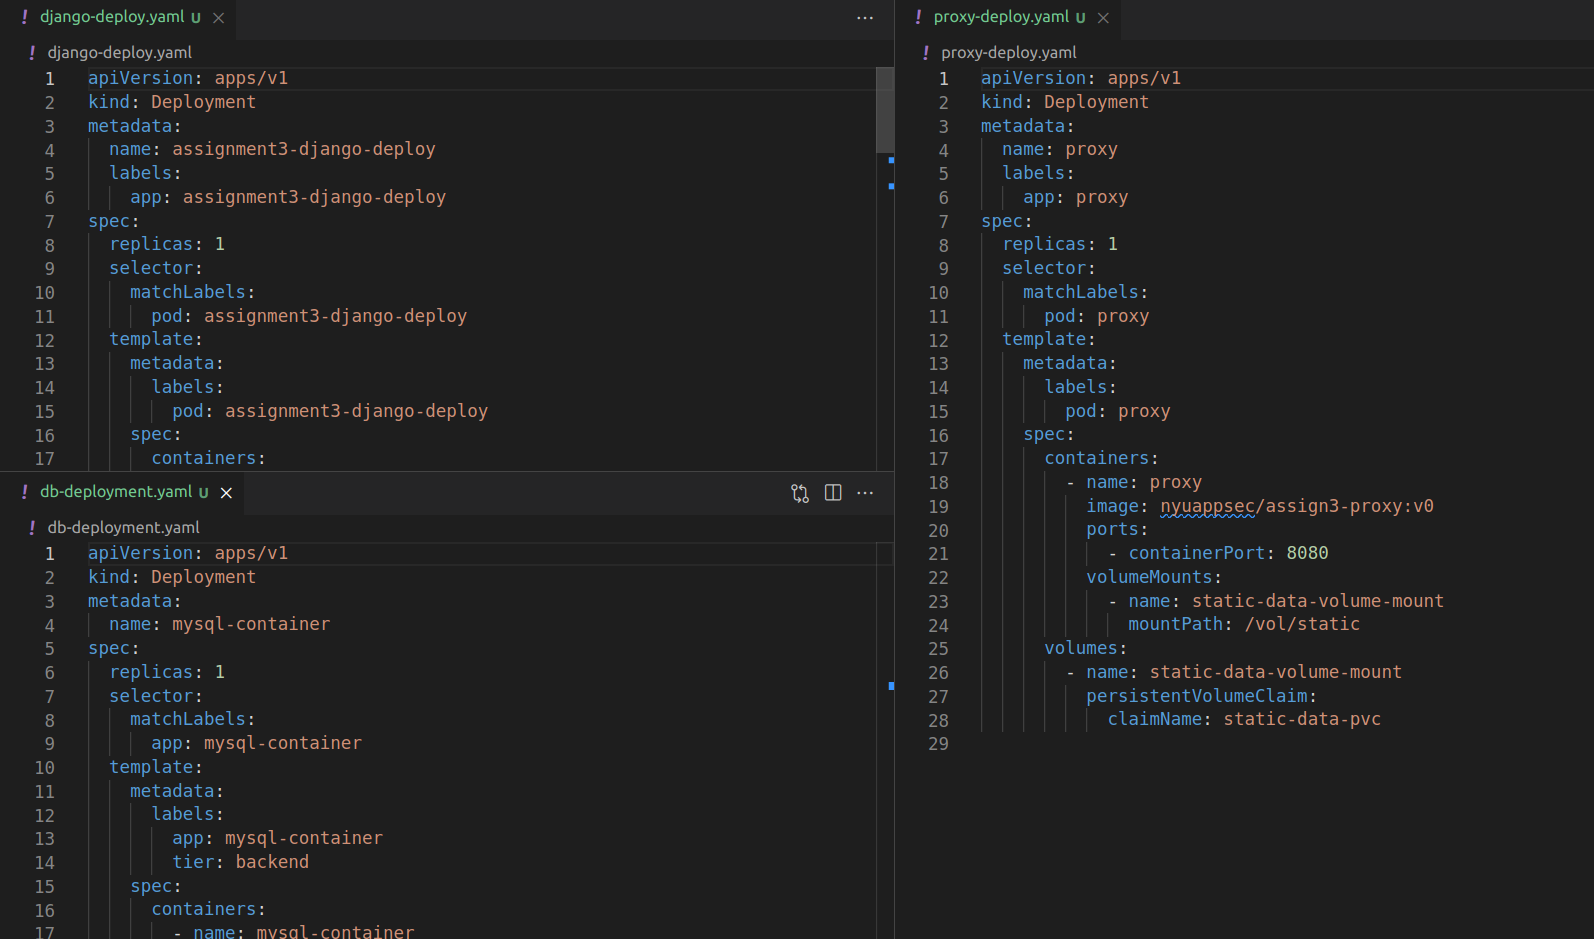 django-deploy.yaml U
django-deploy.yaml
1 apiVersion: apps/v1
2 kind: Deployment
3 metadata:
4   name: assignment3-django-deploy
5   labels:
6     app: assignment3-django-deploy
7 spec:
8   replicas: 1
9   selector:
10     matchLabels:
11       pod: assignment3-django-deploy
12   template:
13     metadata:
14       labels:
15         pod: assignment3-django-deploy
16     spec:
17       containers:
db-deployment.yaml U
db-deployment.yaml
1 apiVersion: apps/v1
2 kind: Deployment
3 metadata:
4   name: mysql-container
5 spec:
6   replicas: 1
7   selector:
8     matchLabels:
9       app: mysql-container
10   template:
11     metadata:
12       labels:
13         app: mysql-container
14         tier: backend
15     spec:
16       containers:
17         - name: mysql-container
proxy-deploy.yaml U
proxy-deploy.yaml
1 apiVersion: apps/v1
2 kind: Deployment
3 metadata:
4   name: proxy
5   labels:
6     app: proxy
7 spec:
8   replicas: 1
9   selector:
10     matchLabels:
11       pod: proxy
12   template:
13     metadata:
14       labels:
15         pod: proxy
16     spec:
17       containers:
18         - name: proxy
19           image: nyuappsec/assign3-proxy:v0
20           ports:
21             - containerPort: 8080
22           volumeMounts:
23             - name: static-data-volume-mount
24               mountPath: /vol/static
25       volumes:
26         - name: static-data-volume-mount
27           persistentVolumeClaim:
28             claimName: static-data-pvc
29